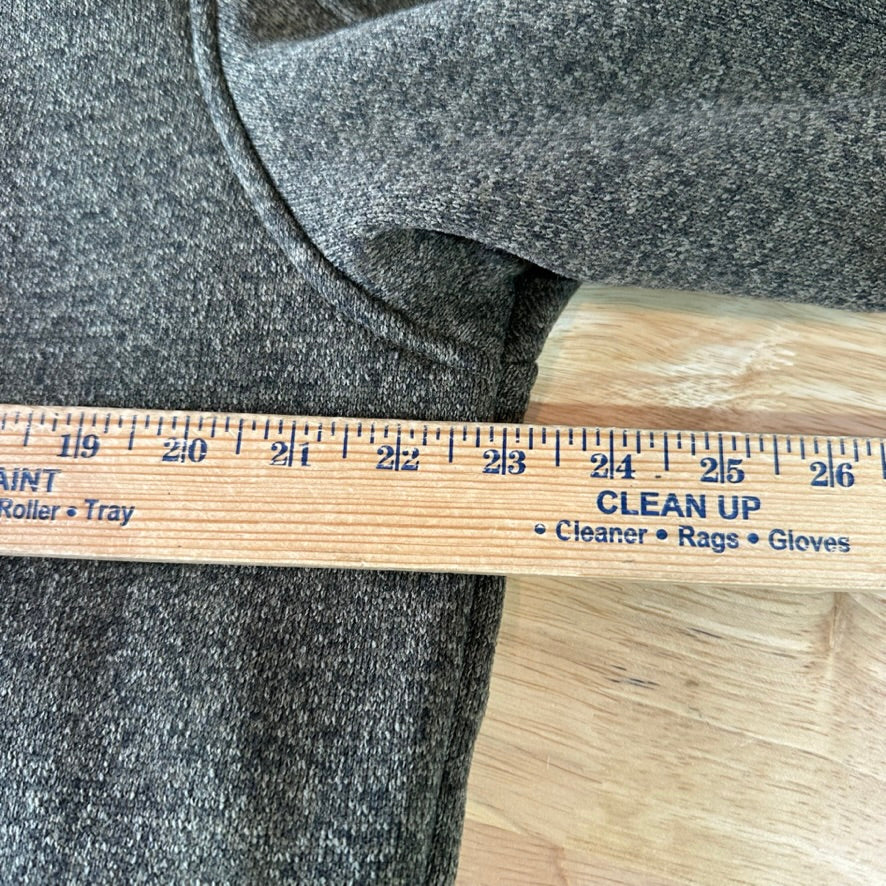 19 20 21 22 23 24 25 26
AINT
Roller • Tray
CLEAN UP
• Cleaner • Rags • Gloves